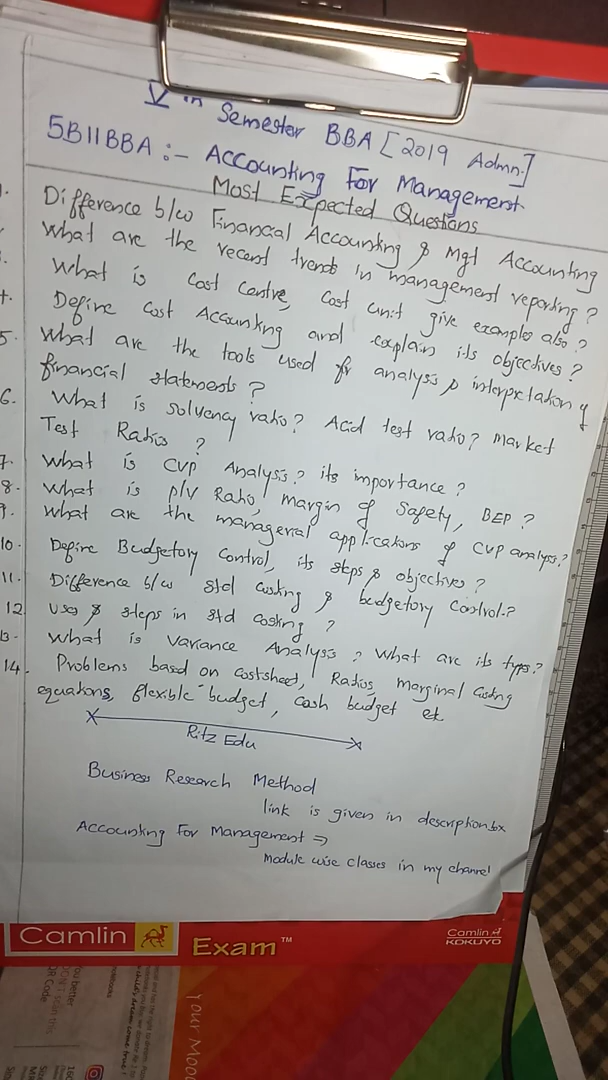 V th Semester BBA [2019 Admn.]
5B11BBA :- Accounting For Management
Most Expected Questions
Difference b/w Financial Accounting & Mgt Accounting
What are the recent trends in management reporting ?
What is cost centre, cost unit give examples also ?
Define Cost Accounting and explain its objectives ?
5. What are the tools used fr analysis & interpretation of
financial statements ?
6. What is solvency ratio ? Acid test ratio ? Market
Test Ratios ?
7. What is CVP Analysis ? its importance ?
8. What is P/V Ratio, margin of Safety, BEP ?
9. What are the managerial applications of CVP analysis ?
10. Define Budgetory Control, its steps & objectives ?
11. Difference b/w std costing & budgetory control ?
12. Uses & steps in std costing ?
13. What is Variance Analysis ? What are its types ?
14. Problems based on costsheet, Ratios, marginal Costing
equations, flexible budget, cash budget etc.
Ritz Edu
Business Research Method
link is given in description box
Accounting For Management ⇒
Module wise classes in my channel
Camlin
Exam™
Camlin
KOKUYO
your Mood